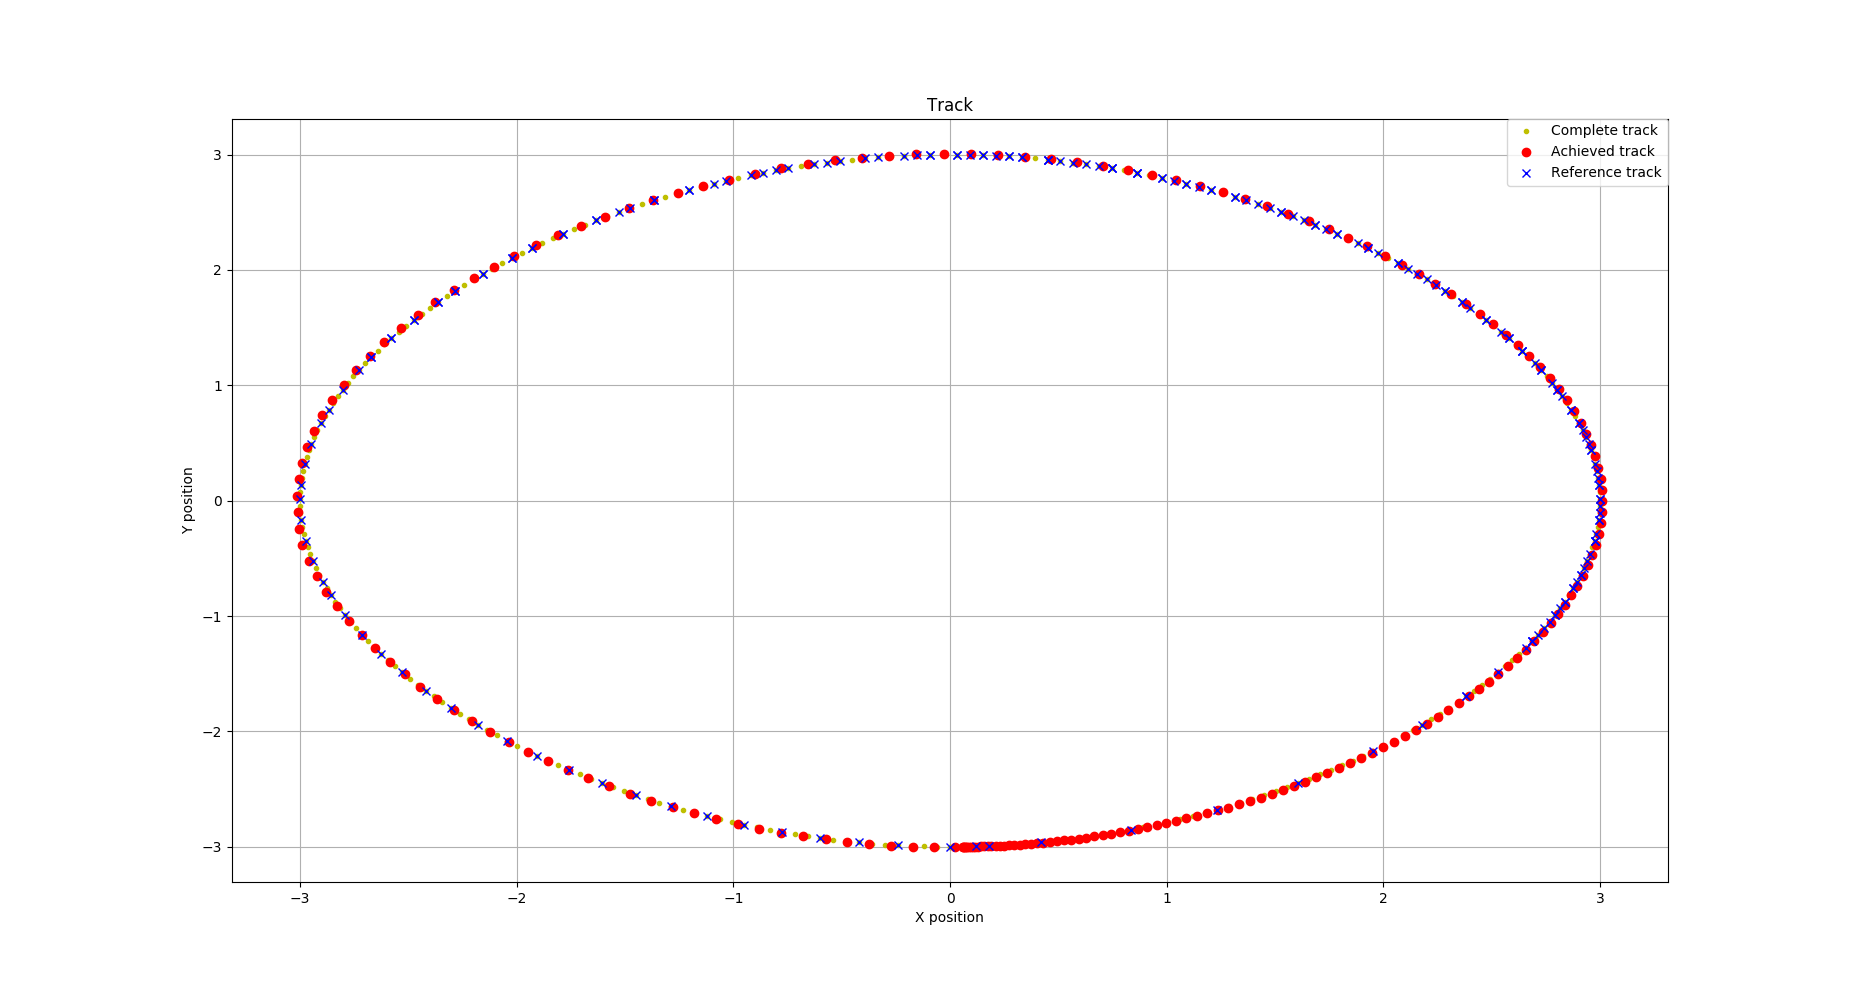 Track
Complete track
Achieved track
Reference track
3
2
1
0
−1
−2
−3
Y position
−3
−2
−1
0
1
2
3
X position